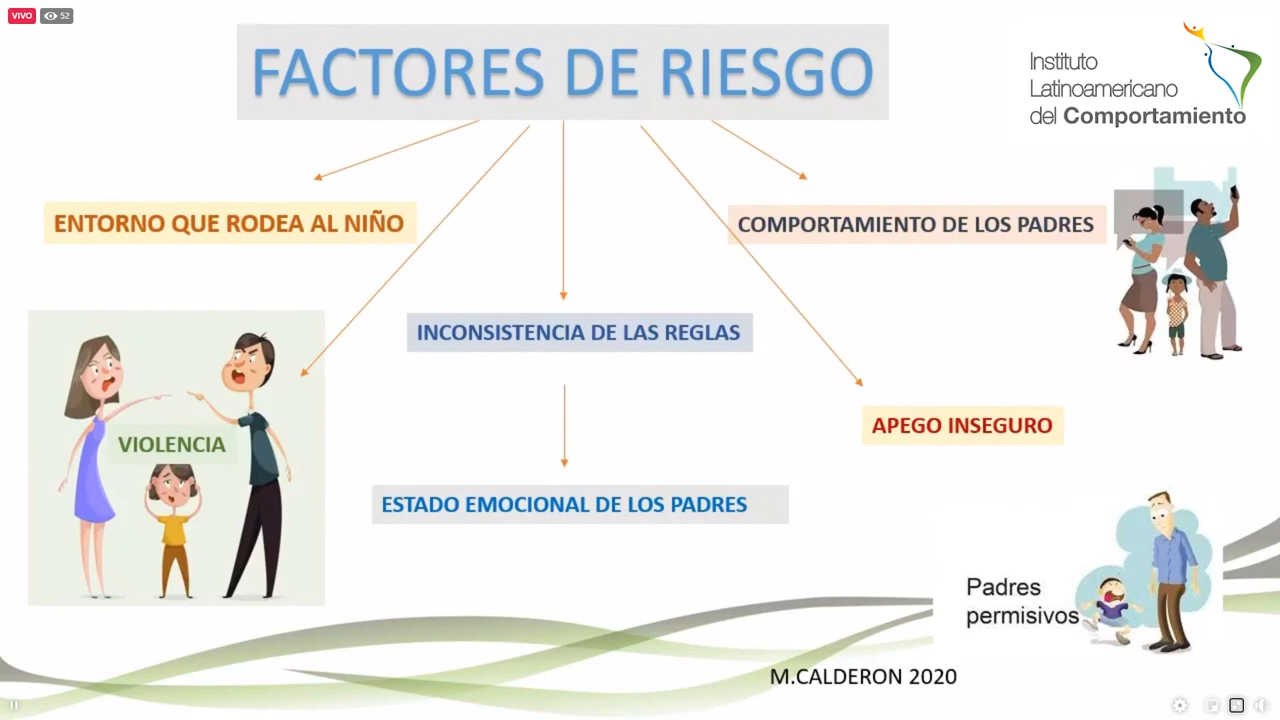 VIVO
52
FACTORES DE RIESGO
Instituto
Latinoamericano
del Comportamiento
ENTORNO QUE RODEA AL NIÑO
COMPORTAMIENTO DE LOS PADRES
INCONSISTENCIA DE LAS REGLAS
APEGO INSEGURO
VIOLENCIA
ESTADO EMOCIONAL DE LOS PADRES
Padres
permisivos
M.CALDERON 2020